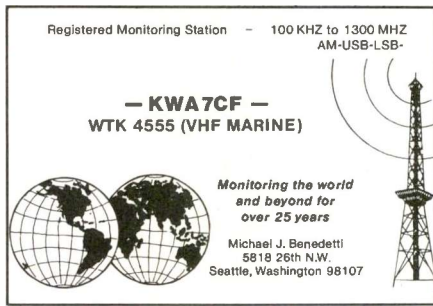 Registered Monitoring Station - 100 KHZ to 1300 MHZ
AM-USB-LSB-
— KWA7CF —
WTK 4555 (VHF MARINE)
Monitoring the world
and beyond for
over 25 years
Michael J. Benedetti
5818 26th N.W.
Seattle, Washington 98107